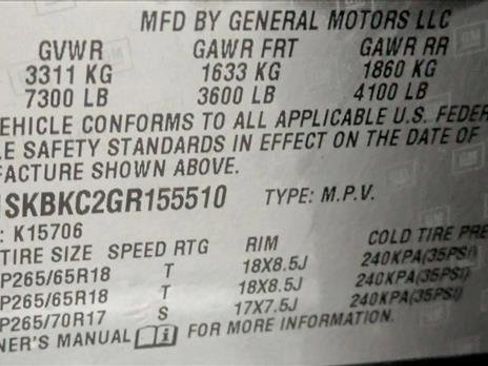 MFD BY GENERAL MOTORS LLC
GVWR GAWR FRT GAWR RR
3311 KG 1633 KG 1860 KG
7300 LB 3600 LB 4100 LB
EHICLE CONFORMS TO ALL APPLICABLE U.S. FEDER
E SAFETY STANDARDS IN EFFECT ON THE DATE OF
FACTURE SHOWN ABOVE.
SKBKC2GR155510 TYPE: M.P.V.
: K15706
TIRE SIZE SPEED RTG RIM COLD TIRE PRE
P265/65R18 T 18X8.5J 240KPA(35PSI)
P265/65R18 T 18X8.5J 240KPA(35PSI)
P265/70R17 S 17X7.5J 240KPA(35PSI)
NER'S MANUAL i FOR MORE INFORMATION.